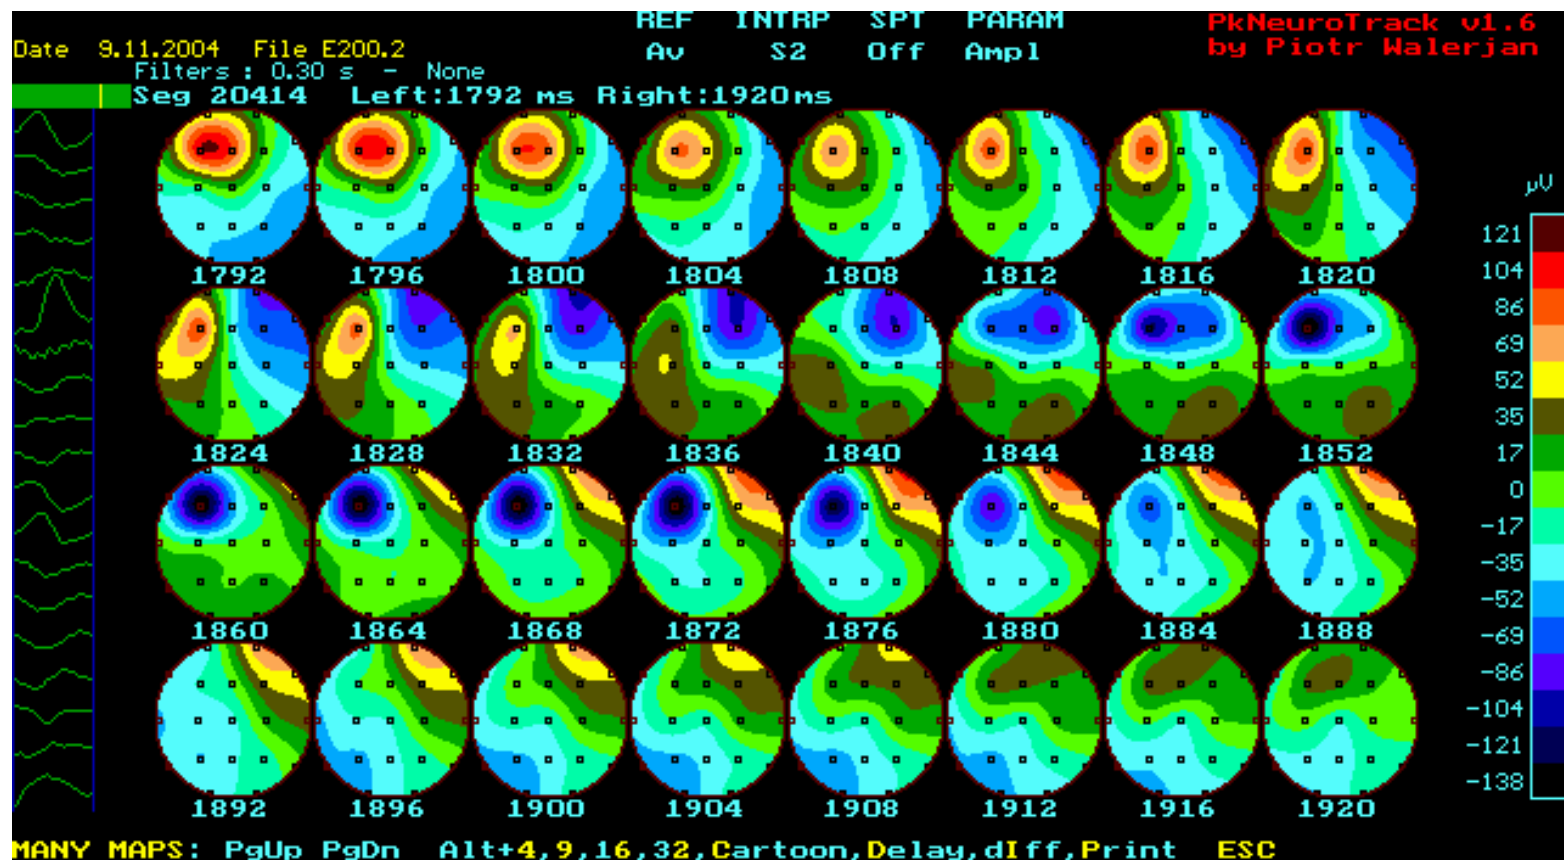 REF INTRP SPT PARAM PkNeuroTrack v1.6
Date 9.11.2004 File E200.2 Av S2 Off Ampl by Piotr Walerjan
Filters : 0.30 s - None
Seg 20414 Left:1792 ms Right:1920ms
µV
121
104
86
69
52
35
17
0
-17
-35
-52
-69
-86
-104
-121
-138
1792 1796 1800 1804 1808 1812 1816 1820
1824 1828 1832 1836 1840 1844 1848 1852
1860 1864 1868 1872 1876 1880 1884 1888
1892 1896 1900 1904 1908 1912 1916 1920
MANY MAPS: PgUp PgDn Alt+4,9,16,32,Cartoon,Delay,dIff,Print ESC